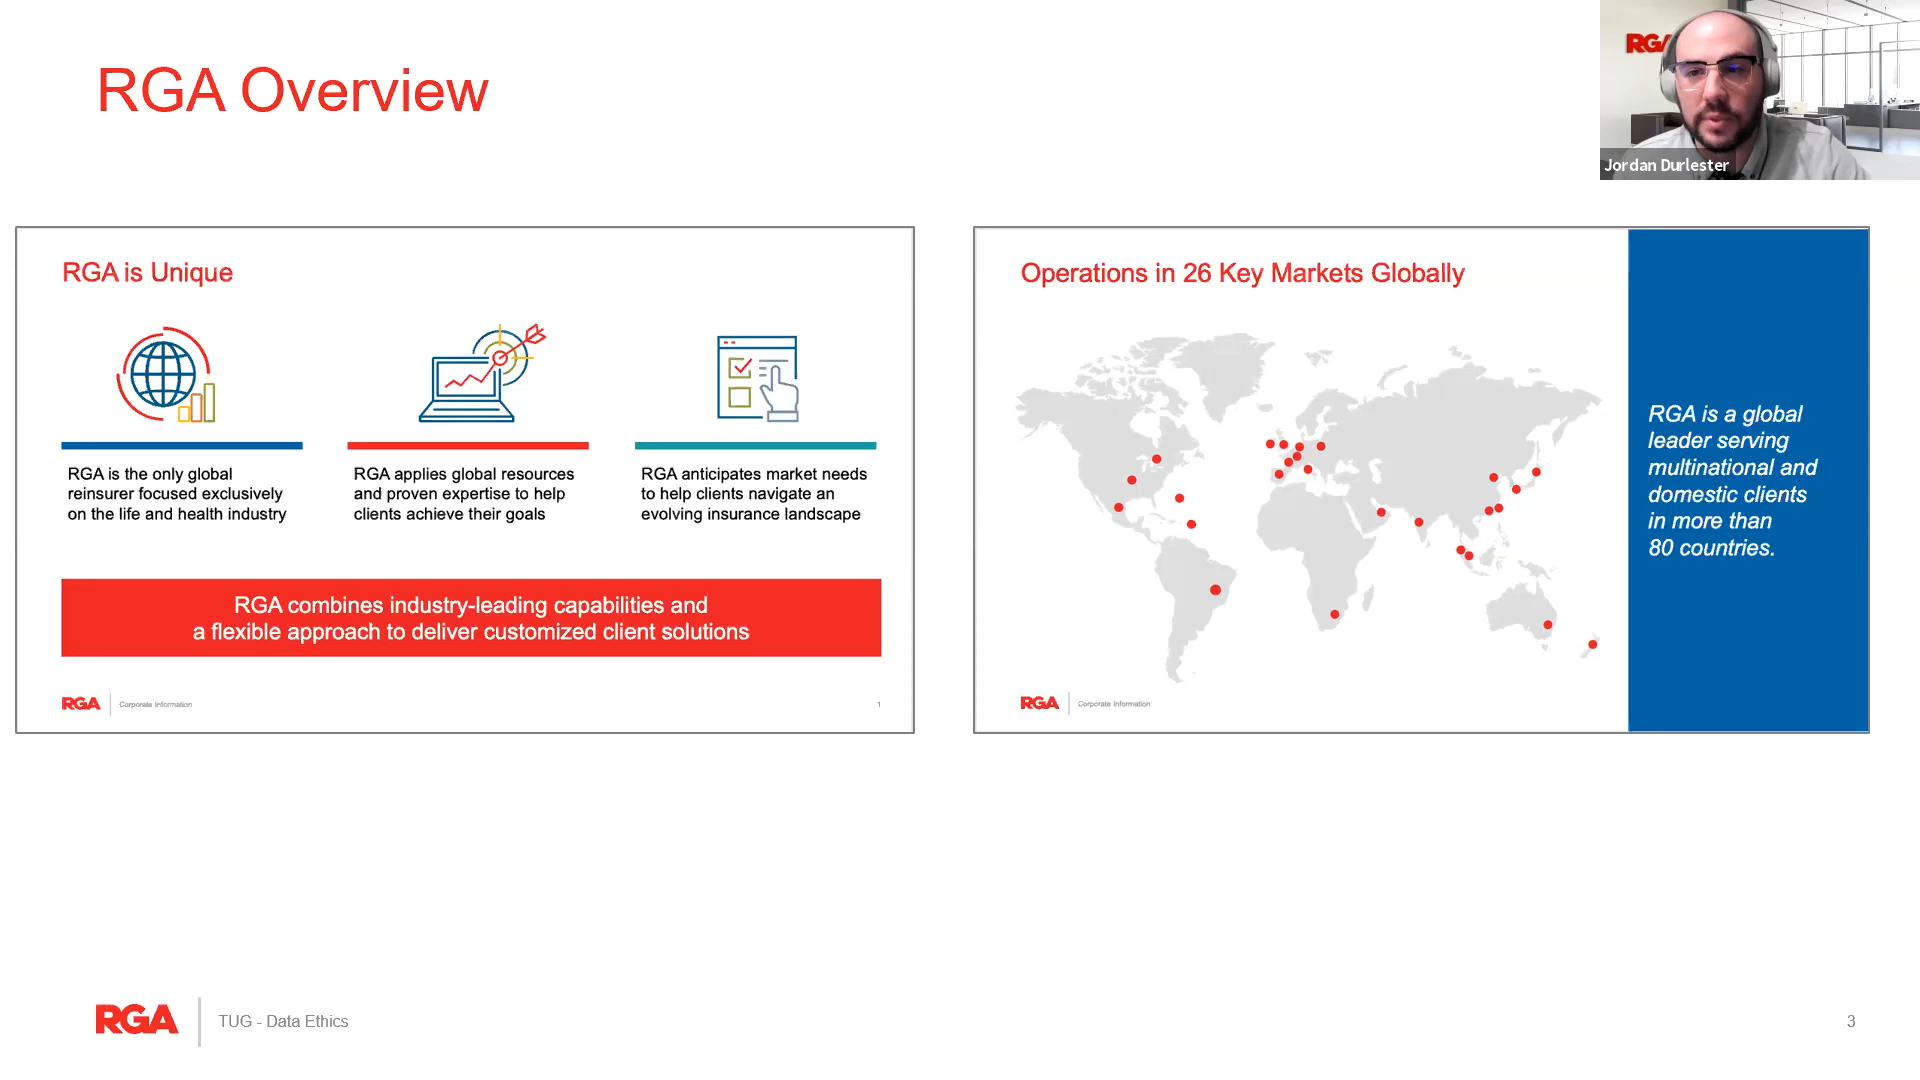 RGA Overview
RGA
Jordan Durlester
RGA is Unique
RGA is the only global
reinsurer focused exclusively
on the life and health industry
RGA applies global resources
and proven expertise to help
clients achieve their goals
RGA anticipates market needs
to help clients navigate an
evolving insurance landscape
RGA combines industry-leading capabilities and
a flexible approach to deliver customized client solutions
RGA
Corporate Information
1
Operations in 26 Key Markets Globally
RGA is a global
leader serving
multinational and
domestic clients
in more than
80 countries.
RGA
Corporate Information
RGA
TUG - Data Ethics
3